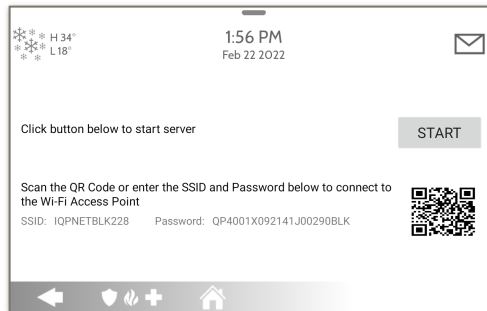 H 34°
L 18°
1:56 PM
Feb 22 2022
Click button below to start server
START
Scan the QR Code or enter the SSID and Password below to connect to
the Wi-Fi Access Point
SSID: IQPNETBLK228 Password: QP4001X092141J00290BLK